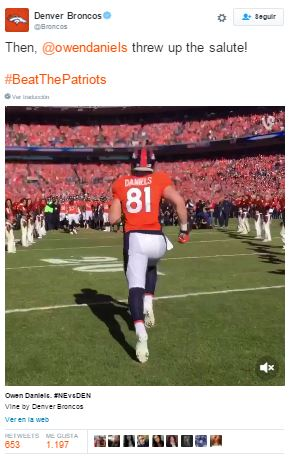 Denver Broncos
@Broncos
Seguir
Then, @owendaniels threw up the salute!
#BeatThePatriots
Ver traducción
DANIELS
81
Owen Daniels. #NEvsDEN
Vine by Denver Broncos
Ver en la web
RETWEETS ME GUSTA
653 1.197